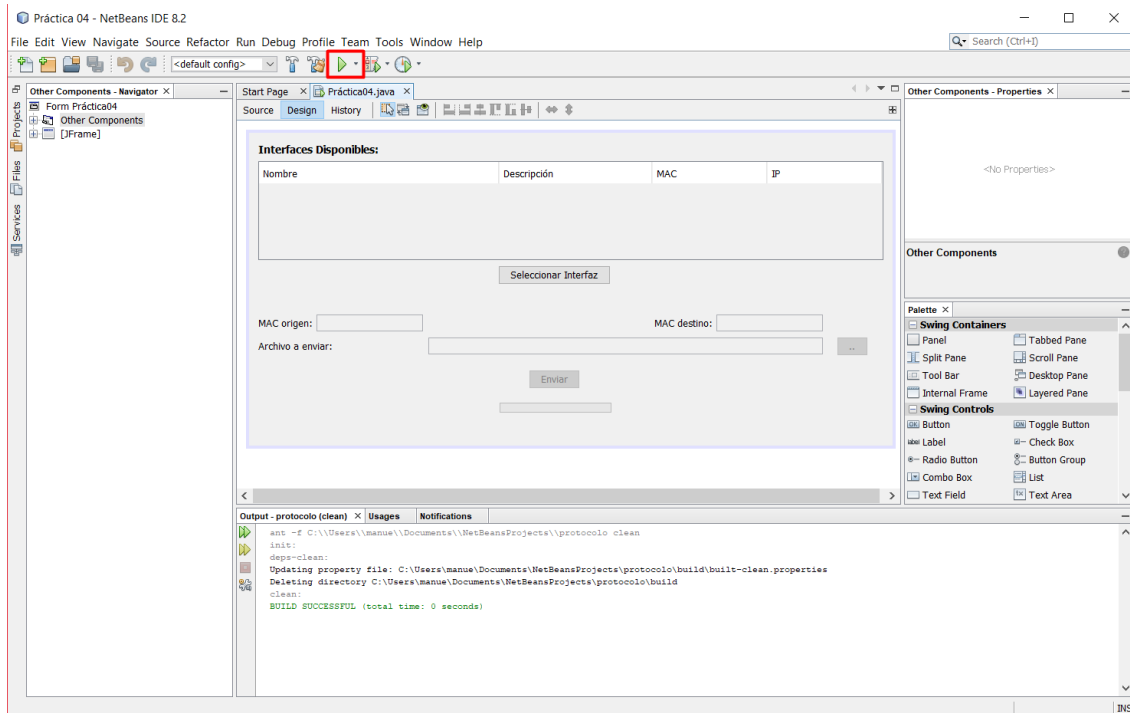 Práctica 04 - NetBeans IDE 8.2
File Edit View Navigate Source Refactor Run Debug Profile Team Tools Window Help
Search (Ctrl+I)
<default config>
Other Components - Navigator
Form Práctica04
Other Components
[JFrame]
Projects
Files
Services
Start Page
Práctica04.java
Source Design History
Interfaces Disponibles:
Nombre Descripción MAC IP
Seleccionar Interfaz
MAC origen:
MAC destino:
Archivo a enviar:
..
Enviar
Other Components - Properties
<No Properties>
Other Components
Palette
Swing Containers
Panel Tabbed Pane
Split Pane Scroll Pane
Tool Bar Desktop Pane
Internal Frame Layered Pane
Swing Controls
Button Toggle Button
Label Check Box
Radio Button Button Group
Combo Box List
Text Field Text Area
Output - protocolo (clean) Usages Notifications
ant -f C:\\Users\\manue\\Documents\\NetBeansProjects\\protocolo clean
init:
deps-clean:
Updating property file: C:\Users\manue\Documents\NetBeansProjects\protocolo\build\built-clean.properties
Deleting directory C:\Users\manue\Documents\NetBeansProjects\protocolo\build
clean:
BUILD SUCCESSFUL (total time: 0 seconds)
INS